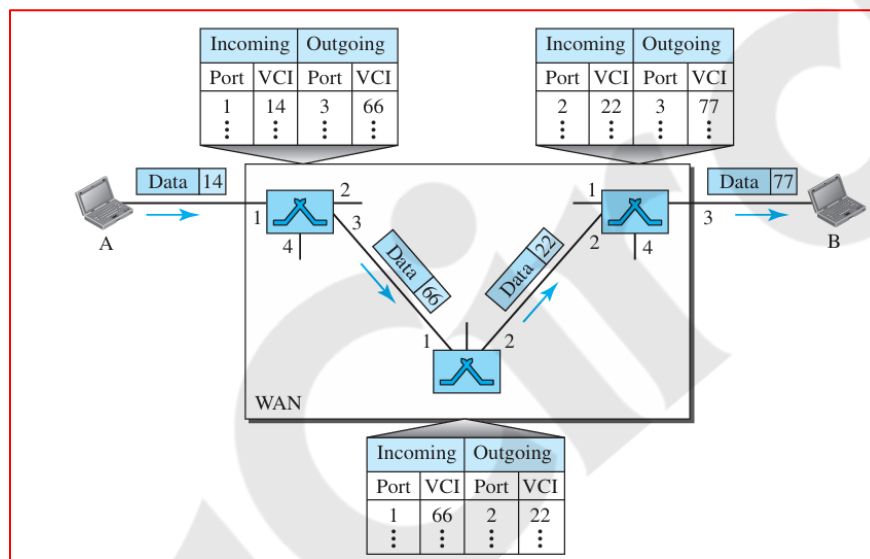 Incoming Outgoing
Port VCI Port VCI
1 14 3 66
⋮ ⋮ ⋮ ⋮
Incoming Outgoing
Port VCI Port VCI
2 22 3 77
⋮ ⋮ ⋮ ⋮
Data 14
A
1
2
3
4
Data 66
Data 22
1
2
4
3
Data 77
B
1
2
WAN
Incoming Outgoing
Port VCI Port VCI
1 66 2 22
⋮ ⋮ ⋮ ⋮